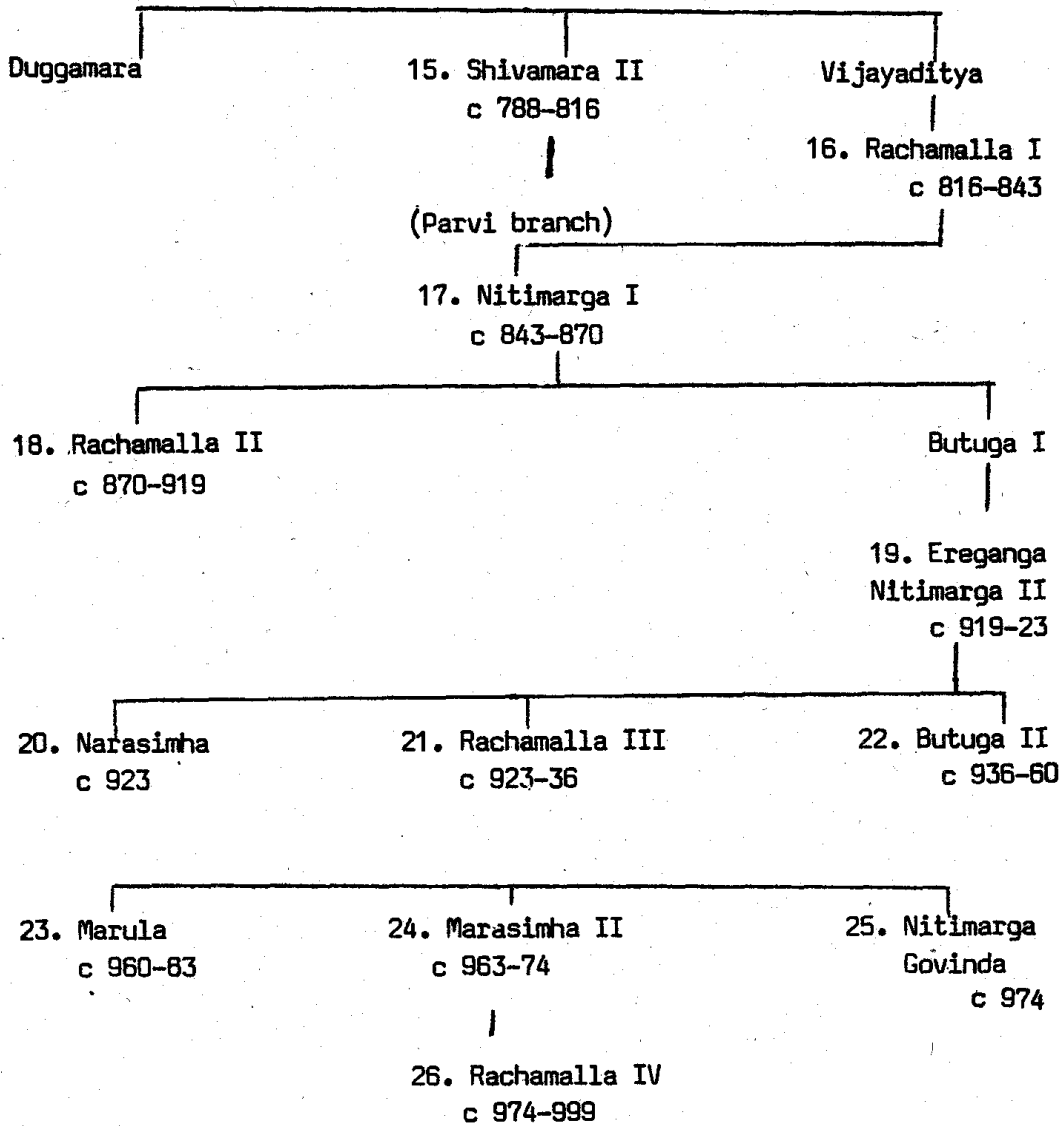 Duggamara
15. Shivamara II
c 788-816
Vijayaditya
16. Rachamalla I
c 816-843
(Parvi branch)
17. Nitimarga I
c 843-870
18. Rachamalla II
c 870-919
Butuga I
19. Ereganga
Nitimarga II
c 919-23
20. Narasimha
c 923
21. Rachamalla III
c 923-36
22. Butuga II
c 936-60
23. Marula
c 960-63
24. Marasimha II
c 963-74
25. Nitimarga
Govinda
c 974
26. Rachamalla IV
c 974-999